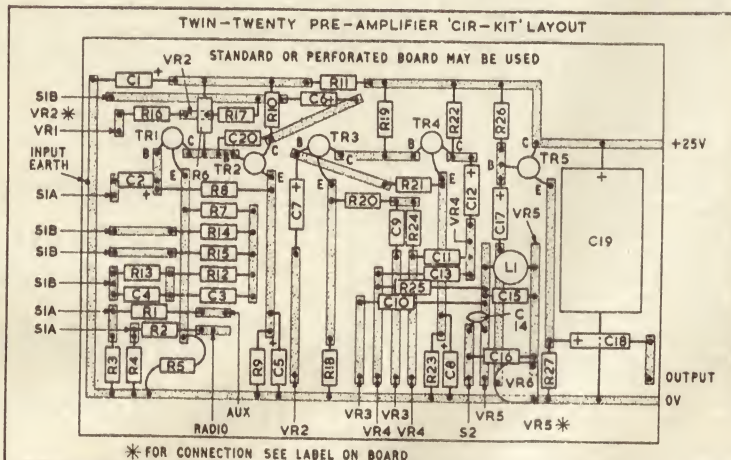 TWIN-TWENTY PRE-AMPLIFIER 'CIR-KIT' LAYOUT
STANDARD OR PERFORATED BOARD MAY BE USED
VR2
C1 +
R11
S1B
VR2 *
VR1
R16
R17
R10
C6+
R19
TR4
R22
R26
TR1
C20
TR3
+25V
INPUT EARTH
B C
C
B C
B C
B C
TR5
E
R6
TR2
E
E
E
E
S1A
C2
+
R8
R21
C12
R7
C7
R20
VR4
C17
VR5
C19
S1B
R14
C9
R24
S1B
R15
C11
L1
S1B
R13
R12
C13
R25
C4
C3
C10
C15
S1A
R1
C14
S1A
R2
R3
R4
R5
R9
C5
R18
R23
C8
C16
VR6
R27
+ C18
OUTPUT
0V
AUX
RADIO
VR2
VR3
VR4
VR3
VR4
S2
VR5
VR5 *
* FOR CONNECTION SEE LABEL ON BOARD